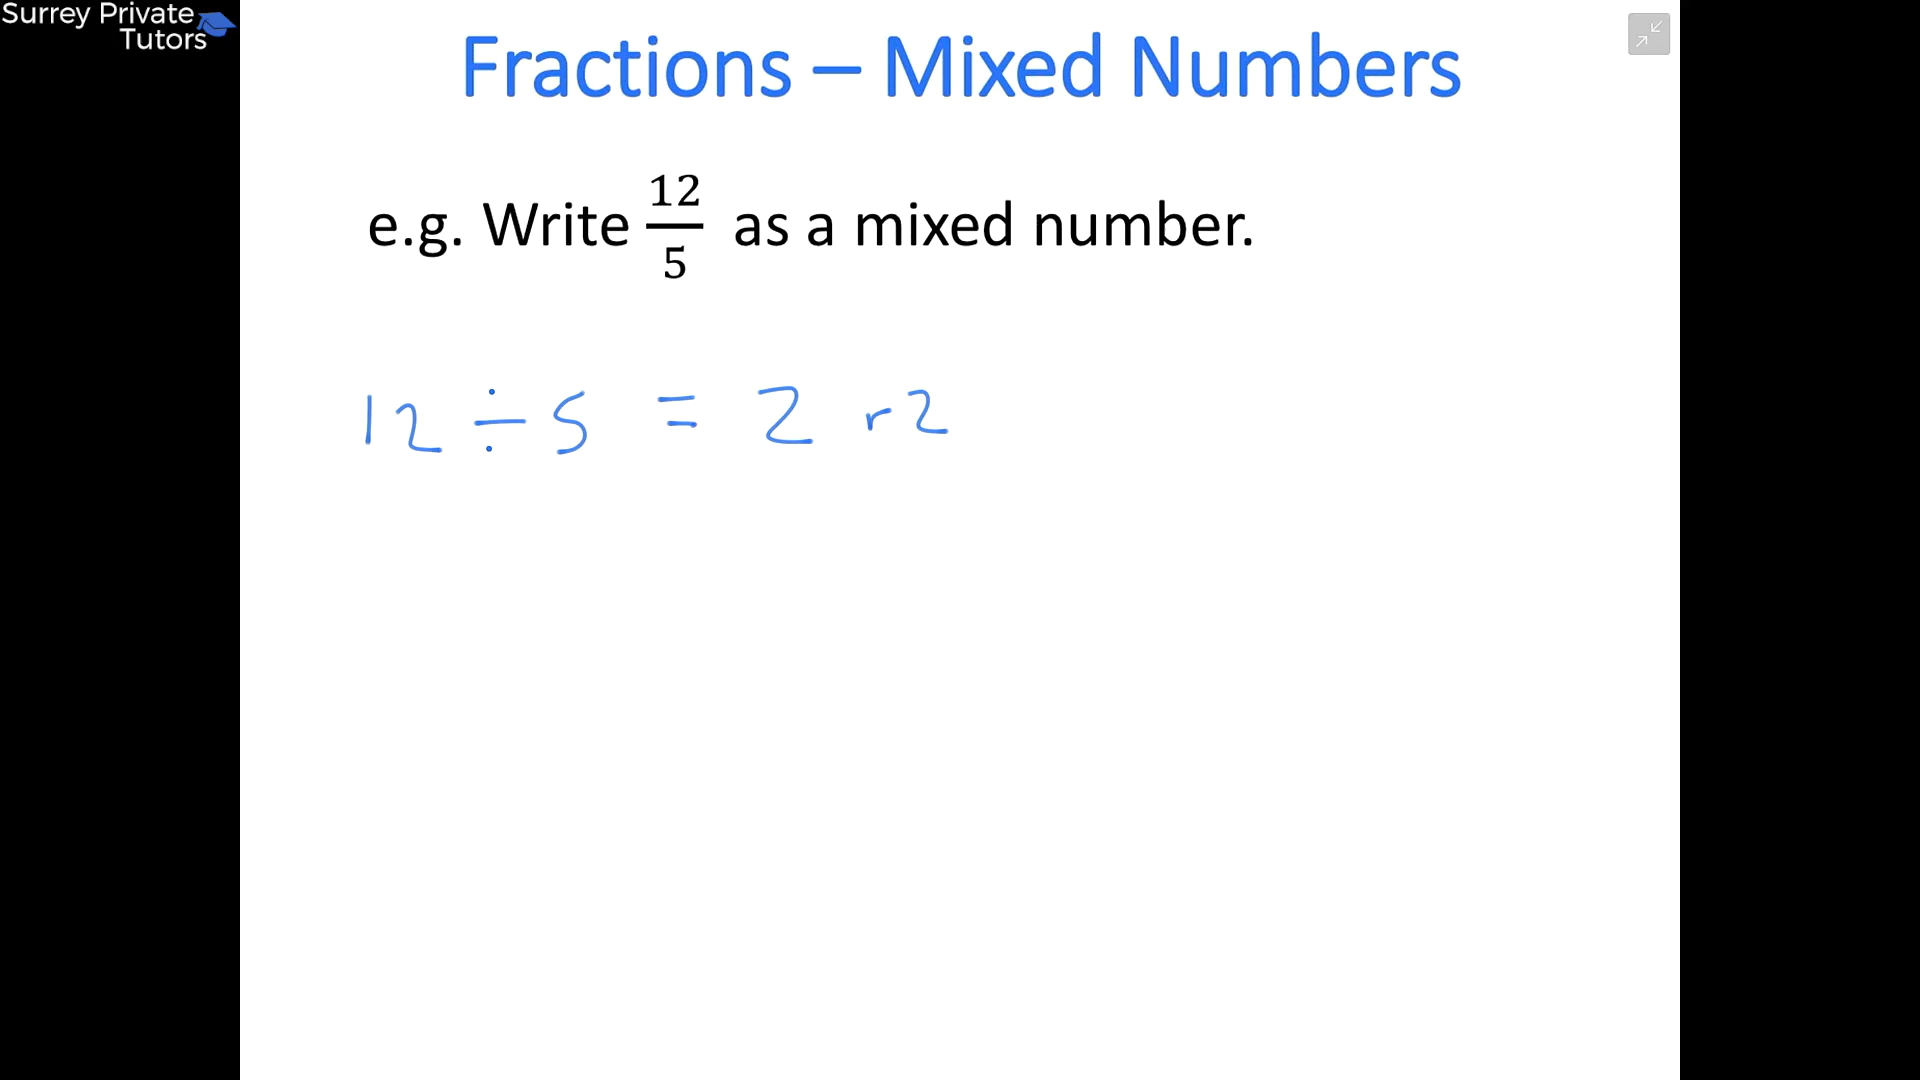 Surrey Private
Tutors
Fractions – Mixed Numbers
e.g. Write 12/5 as a mixed number.
12 ÷ 5 = 2 r2